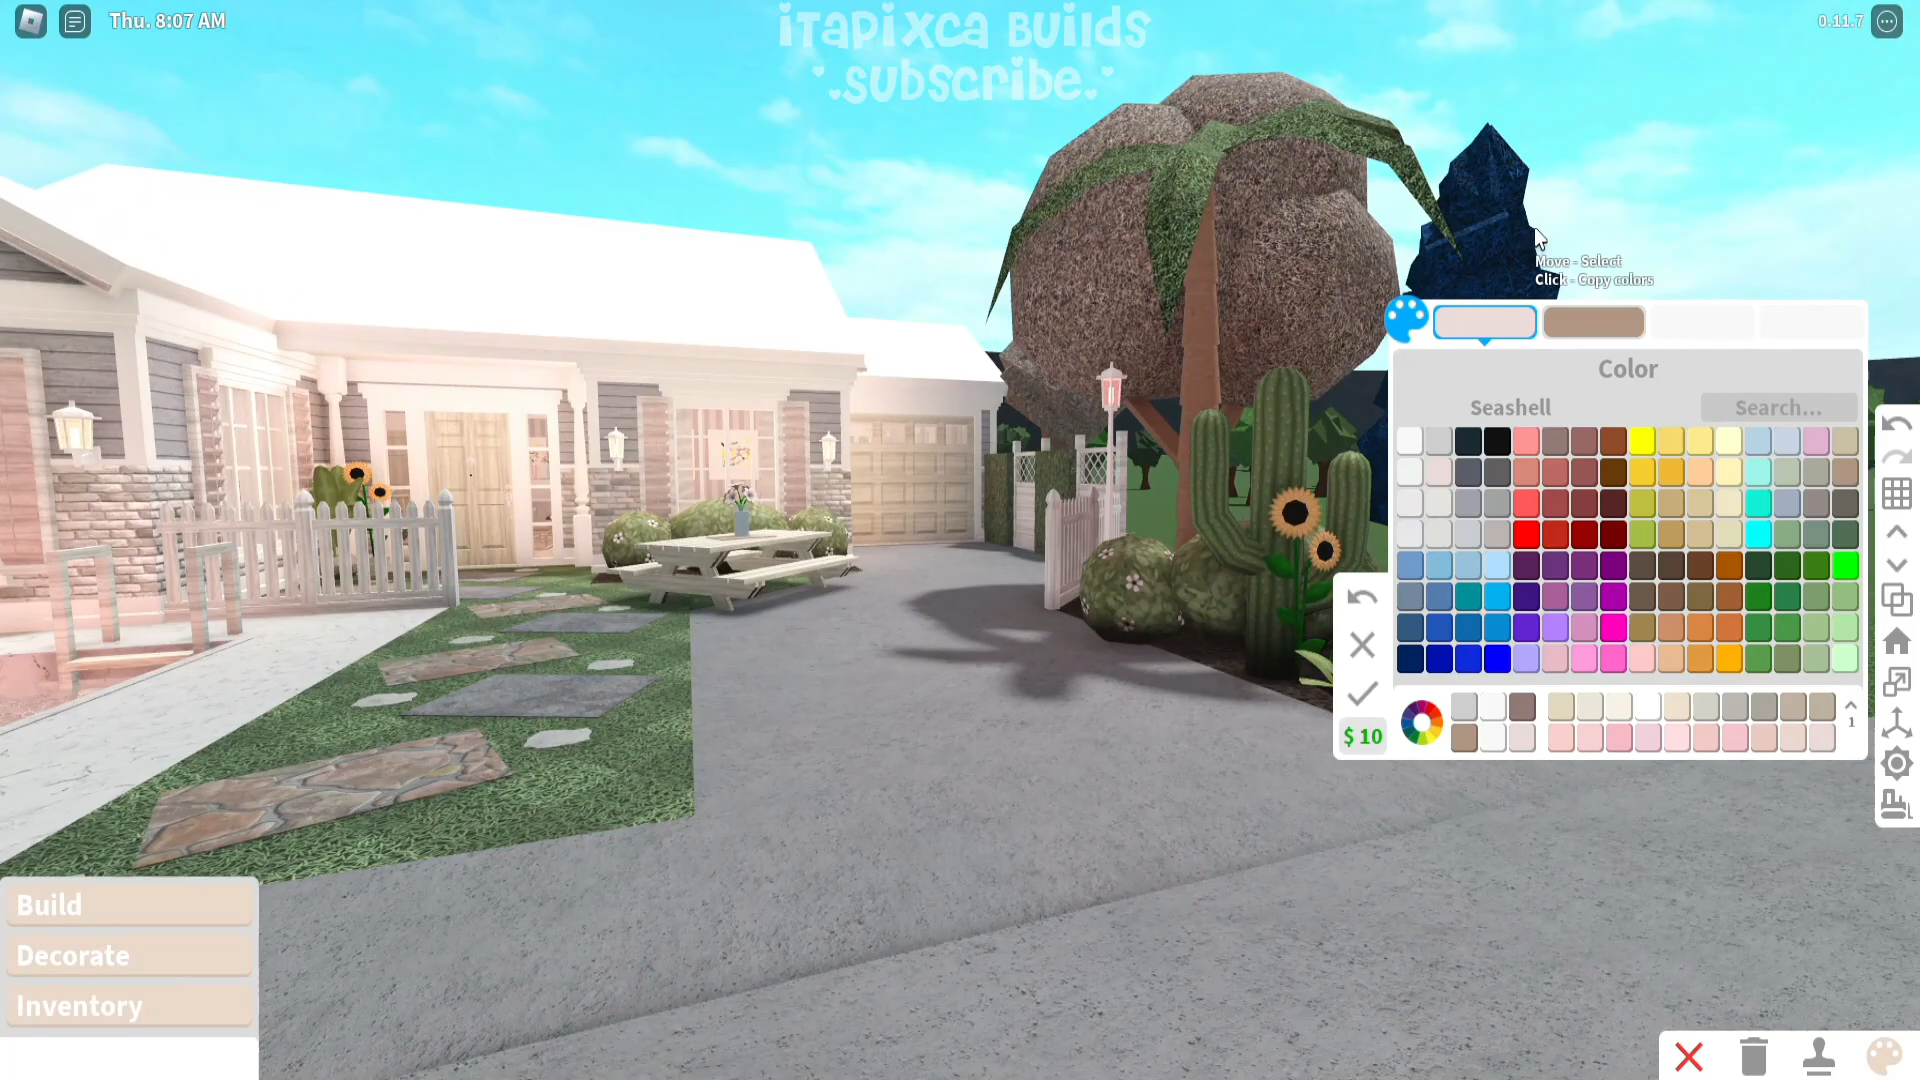 Thu. 8:07 AM
iTapixca Builds
.subscribe.
0.11.7
Move - Select
Click - Copy colors
Color
Seashell
Search...
$ 10
1
Build
Decorate
Inventory